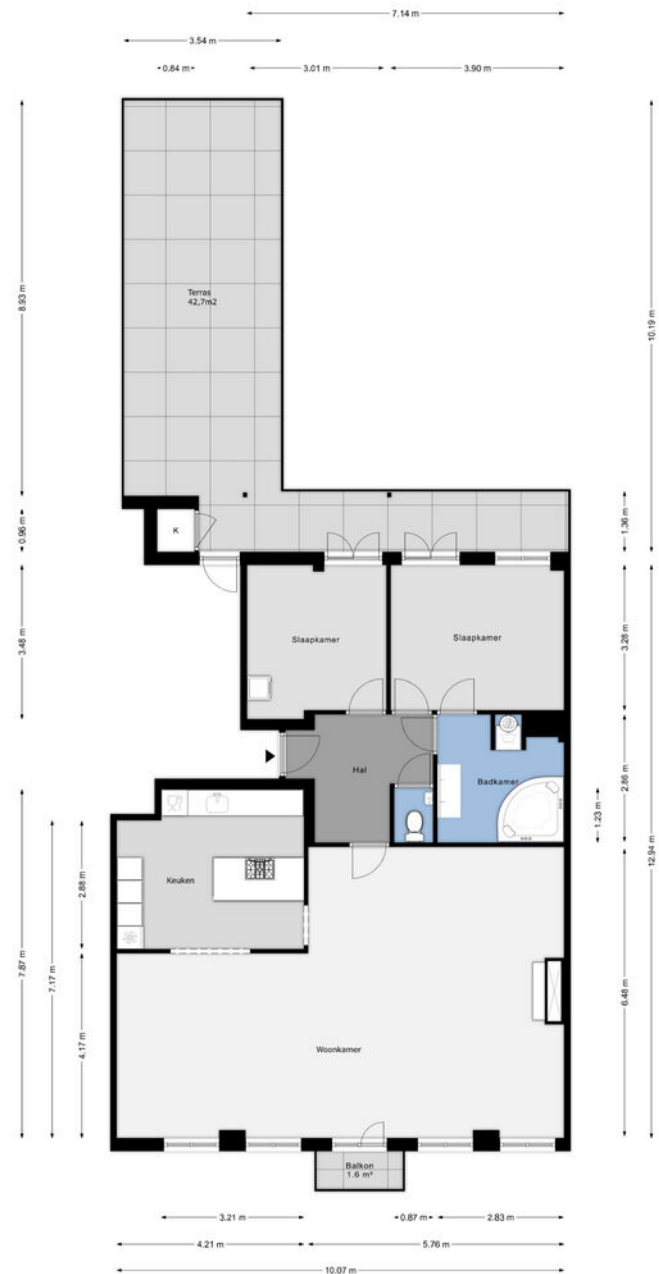 7.14 m
3.54 m
0.84
3.01 m
3.90 m
8.93 m
10.19 m
Terras
42,7m2
0.96 m
1.36 m
K
3.48 m
3.28 m
Slaapkamer
Slaapkamer
Hal
Badkamer
2.86 m
1.23 m
12.94 m
7.87 m
7.17 m
2.88 m
Keuken
4.17 m
6.48 m
Woonkamer
Balkon
1.6 m²
3.21 m
0.87 m
2.83 m
4.21 m
5.76 m
10.07 m